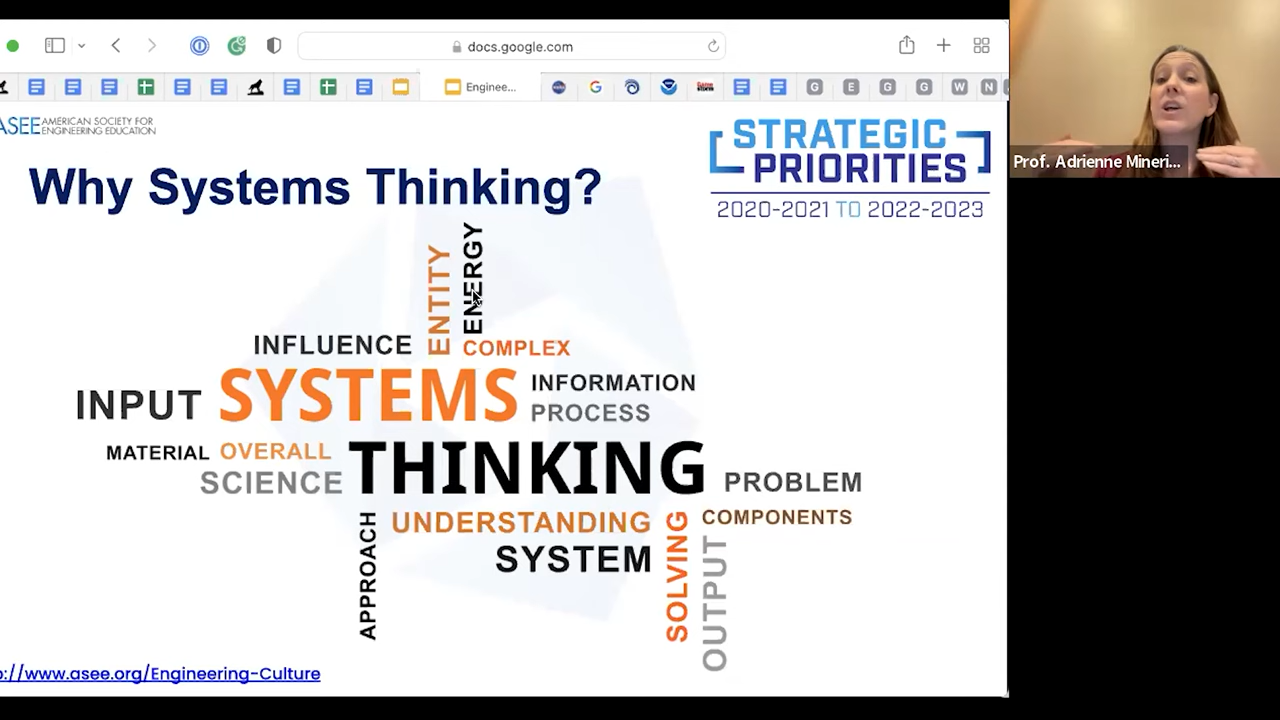 docs.google.com
Enginee...
G
E
G
G
W
N
ASEE AMERICAN SOCIETY FOR
ENGINEERING EDUCATION
STRATEGIC
PRIORITIES
2020-2021 TO 2022-2023
Prof. Adrienne Mineri...
Why Systems Thinking?
ENTITY
ENERGY
INFLUENCE
COMPLEX
INPUT
SYSTEMS
INFORMATION
PROCESS
MATERIAL
OVERALL
SCIENCE
THINKING
PROBLEM
APPROACH
UNDERSTANDING
SYSTEM
SOLVING
COMPONENTS
OUTPUT
://www.asee.org/Engineering-Culture